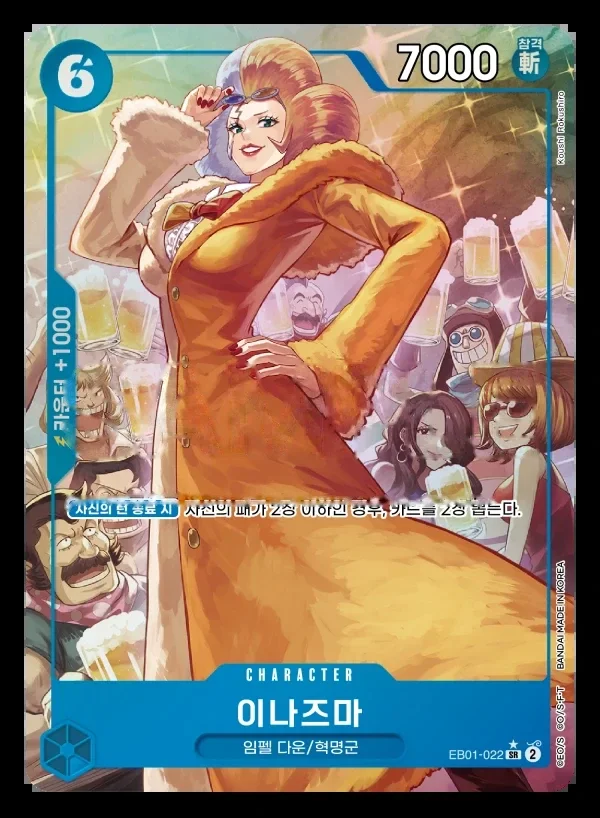 6
7000
참격
斬
Koushi Rokushiro
카운터 +1000
자신의 턴 종료 시 자신의 패가 2장 이하인 경우, 카드를 2장 뽑는다.
BANDAI MADE IN KOREA
©EO/S ©O/S·F·T
CHARACTER
이나즈마
임펠 다운/혁명군
EB01-022 SR 2